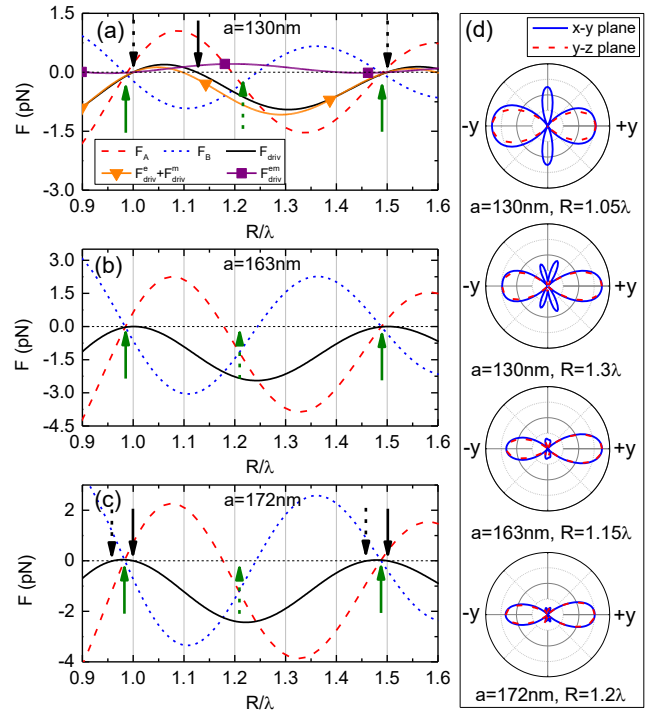 (a)
a=130nm
F (pN)
1.5
0.0
-1.5
-3.0
F_A F_B F_driv
F^e_driv+F^m_driv F^em_driv
0.9 1.0 1.1 1.2 1.3 1.4 1.5 1.6
R/λ
(b)
a=163nm
F (pN)
3.0
1.5
0.0
-1.5
-3.0
-4.5
0.9 1.0 1.1 1.2 1.3 1.4 1.5 1.6
R/λ
(c)
a=172nm
F (pN)
2
0
-2
-4
0.9 1.0 1.1 1.2 1.3 1.4 1.5 1.6
R/λ
(d)
x-y plane
y-z plane
-y +y
a=130nm, R=1.05λ
-y +y
a=130nm, R=1.3λ
-y +y
a=163nm, R=1.15λ
-y +y
a=172nm, R=1.2λ